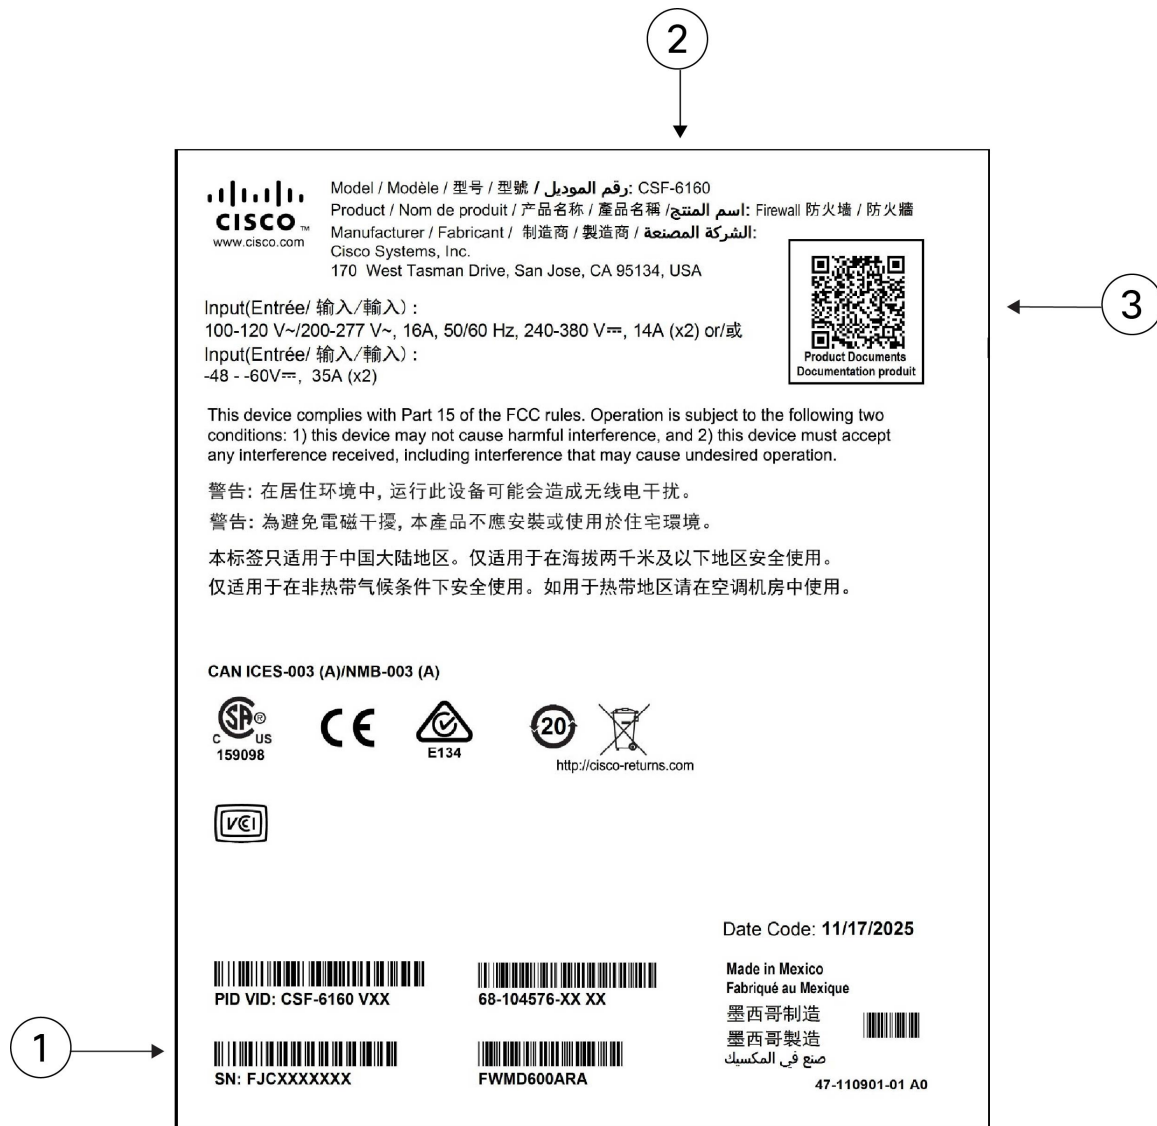 2
CISCO™
www.cisco.com
Model / Modèle / 型号 / 型號 / رقم الموديل: CSF-6160
Product / Nom de produit / 产品名称 / 產品名稱 /اسم المنتج: Firewall 防火墙 / 防火牆
Manufacturer / Fabricant / 制造商 / 製造商 / الشركة المصنعة:
Cisco Systems, Inc.
170 West Tasman Drive, San Jose, CA 95134, USA
Product Documents
Documentation produit
3
Input(Entrée/ 输入/輸入) :
100-120 V~/200-277 V~, 16A, 50/60 Hz, 240-380 V⎓, 14A (x2) or/或
Input(Entrée/ 输入/輸入) :
-48 - -60V⎓, 35A (x2)
This device complies with Part 15 of the FCC rules. Operation is subject to the following two
conditions: 1) this device may not cause harmful interference, and 2) this device must accept
any interference received, including interference that may cause undesired operation.
警告: 在居住环境中, 运行此设备可能会造成无线电干扰。
警告: 為避免電磁干擾, 本產品不應安裝或使用於住宅環境。
本标签只适用于中国大陆地区。仅适用于在海拔两千米及以下地区安全使用。
仅适用于在非热带气候条件下安全使用。如用于热带地区请在空调机房中使用。
CAN ICES-003 (A)/NMB-003 (A)
C SA ® US
159098
CE
E134
20
http://cisco-returns.com
VCI
Date Code: 11/17/2025
PID VID: CSF-6160 VXX
68-104576-XX XX
Made in Mexico
Fabriqué au Mexique
墨西哥制造
墨西哥製造
صنع في المكسيك
1
SN: FJCXXXXXXX
FWMD600ARA
47-110901-01 A0